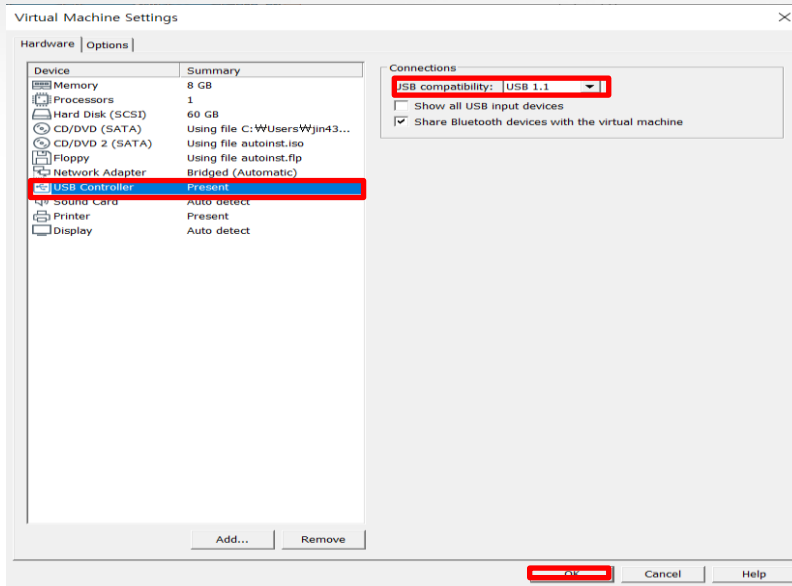 Virtual Machine Settings
Hardware Options
Device Summary
Memory 8 GB
Processors 1
Hard Disk (SCSI) 60 GB
CD/DVD (SATA) Using file C:₩Users₩jin43...
CD/DVD 2 (SATA) Using file autoinst.iso
Floppy Using file autoinst.flp
Network Adapter Bridged (Automatic)
USB Controller Present
Sound Card Auto detect
Printer Present
Display Auto detect
Add... Remove
Connections
USB compatibility: USB 1.1
Show all USB input devices
Share Bluetooth devices with the virtual machine
OK Cancel Help